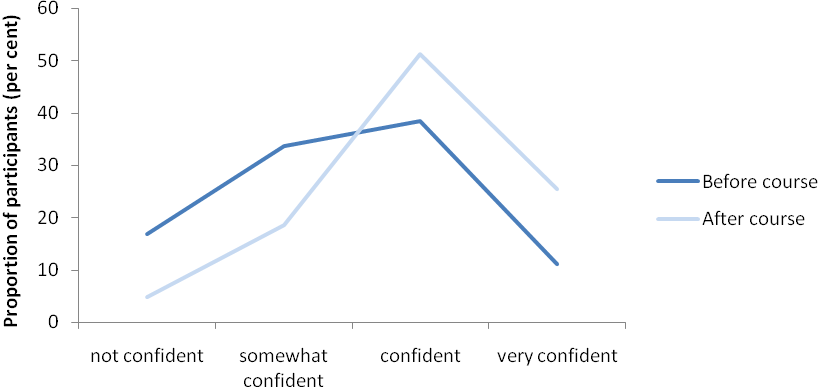 Proportion of participants (per cent)
60
50
40
30
20
10
0
not confident
somewhat
confident
confident
very confident
Before course
After course